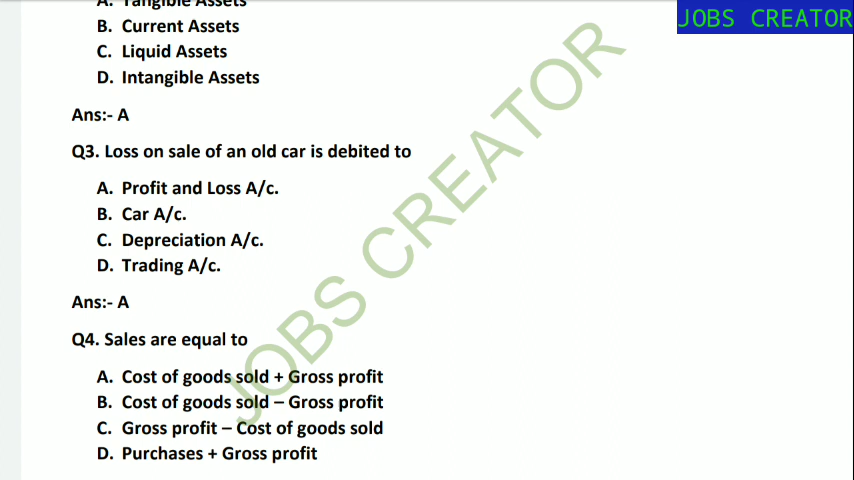 A. Tangible Assets
JOBS CREATOR
B. Current Assets
C. Liquid Assets
D. Intangible Assets
Ans:- A
Q3. Loss on sale of an old car is debited to
A. Profit and Loss A/c.
B. Car A/c.
C. Depreciation A/c.
D. Trading A/c.
Ans:- A
Q4. Sales are equal to
A. Cost of goods sold + Gross profit
B. Cost of goods sold – Gross profit
C. Gross profit – Cost of goods sold
D. Purchases + Gross profit
JOBS CREATOR